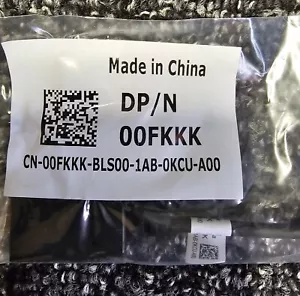 Made in China
DP/N
00FKKK
CN-00FKKK-BLS00-1AB-0KCU-A00